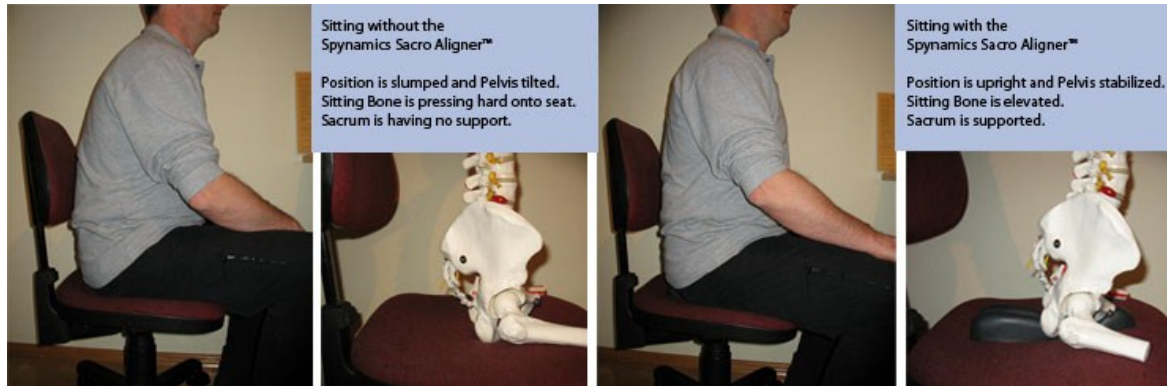 Sitting without the
Spynamics Sacro Aligner™
Position is slumped and Pelvis tilted.
Sitting Bone is pressing hard onto seat.
Sacrum is having no support.
Sitting with the
Spynamics Sacro Aligner™
Position is upright and Pelvis stabilized.
Sitting Bone is elevated.
Sacrum is supported.